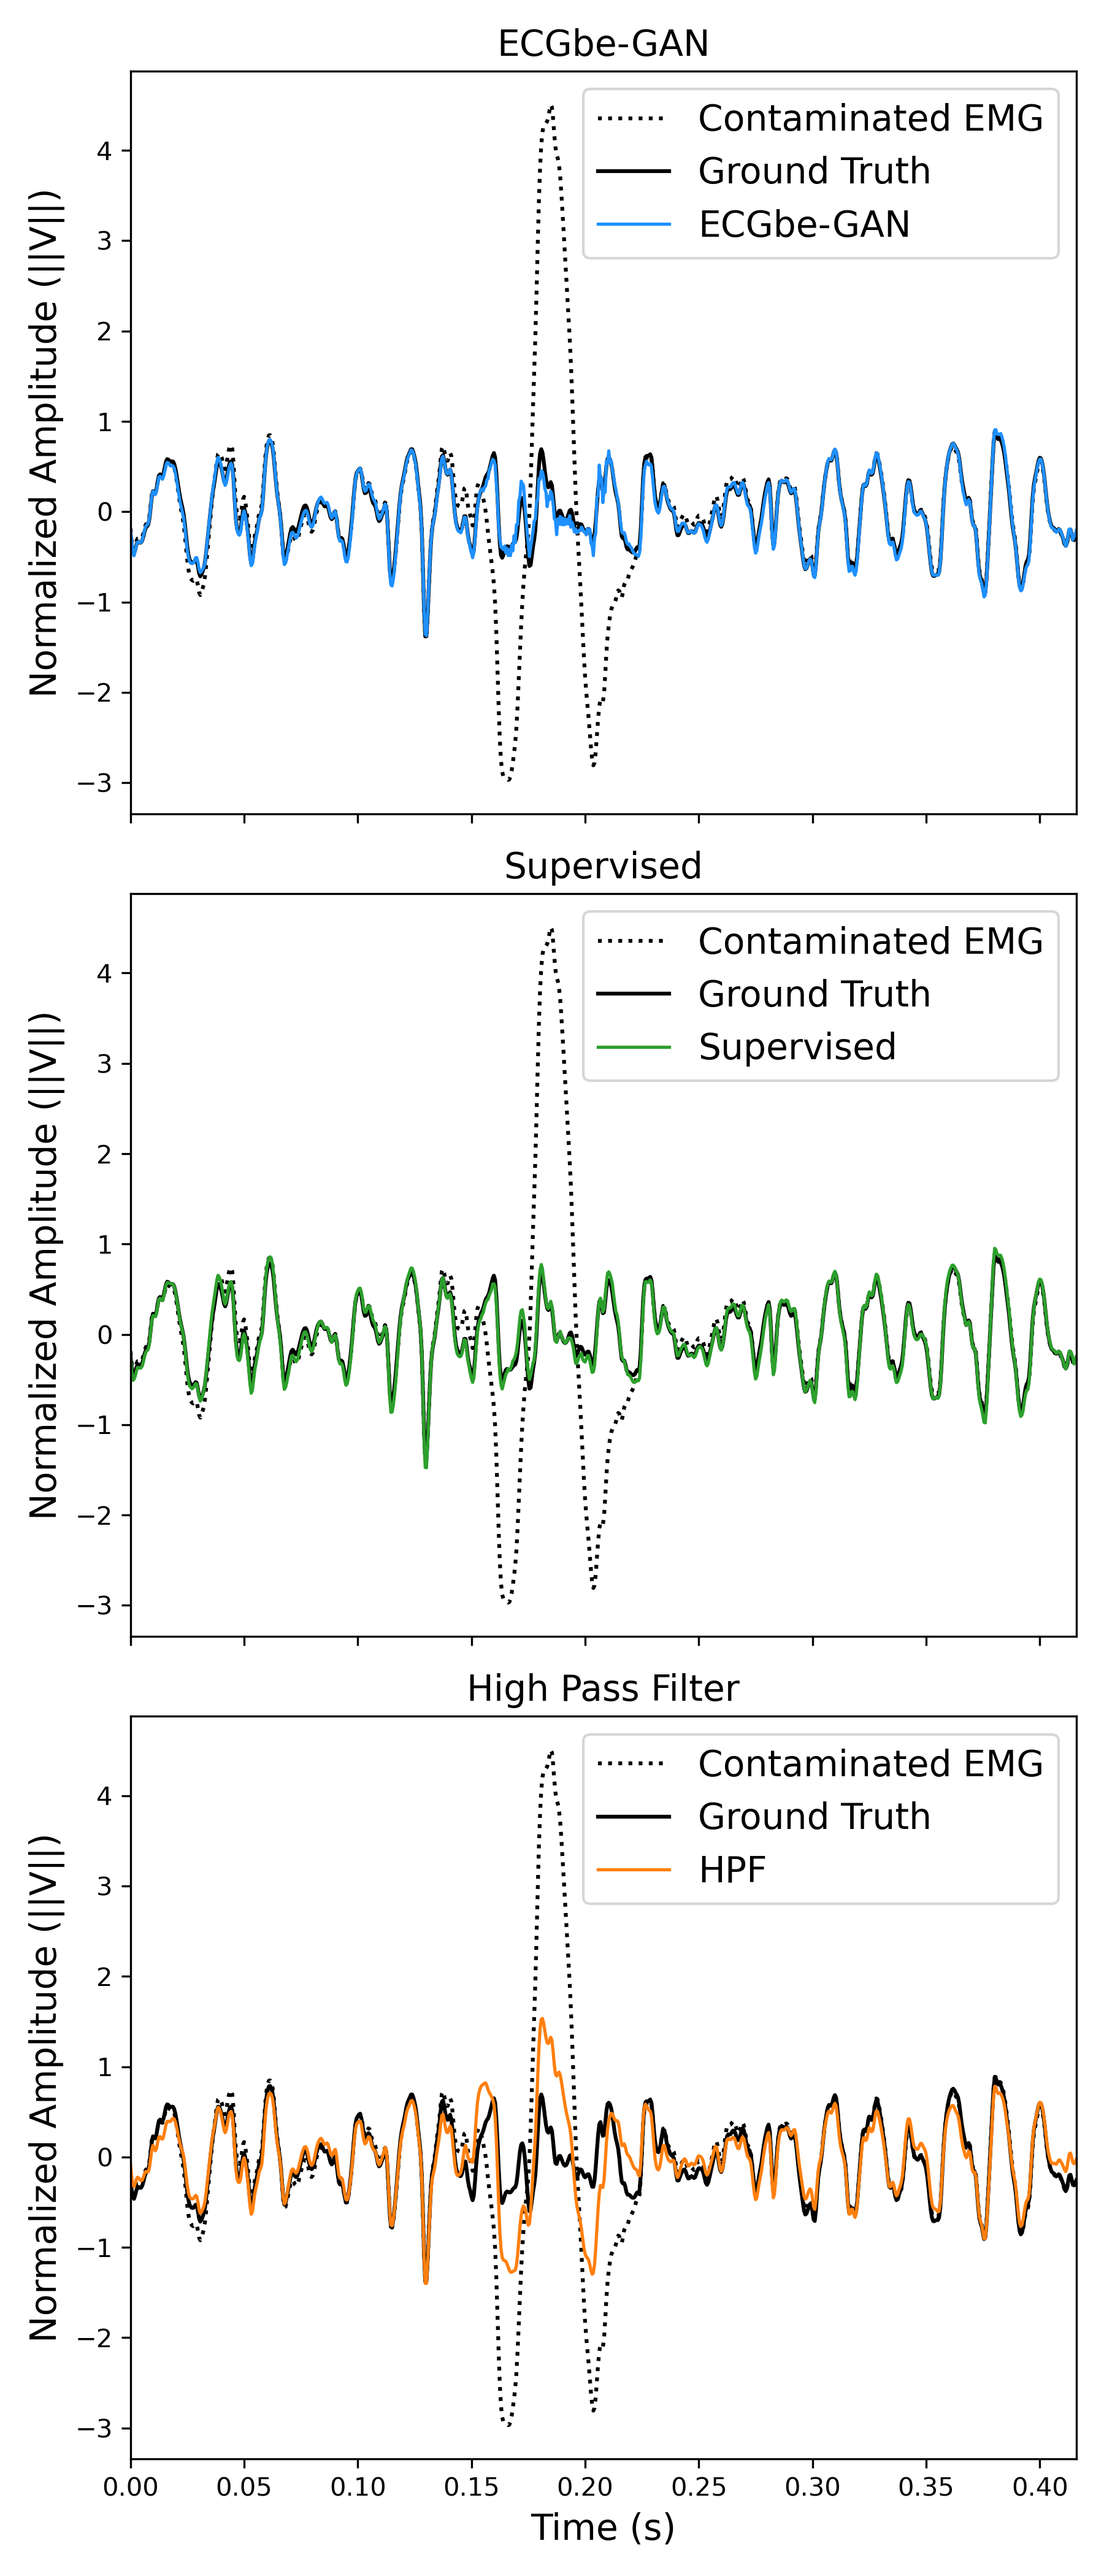 ECGbe-GAN
Contaminated EMG
Ground Truth
ECGbe-GAN
Normalized Amplitude (||V||)
4
3
2
1
0
−1
−2
−3
Supervised
Contaminated EMG
Ground Truth
Supervised
Normalized Amplitude (||V||)
4
3
2
1
0
−1
−2
−3
High Pass Filter
Contaminated EMG
Ground Truth
HPF
Normalized Amplitude (||V||)
4
3
2
1
0
−1
−2
−3
0.00 0.05 0.10 0.15 0.20 0.25 0.30 0.35 0.40
Time (s)